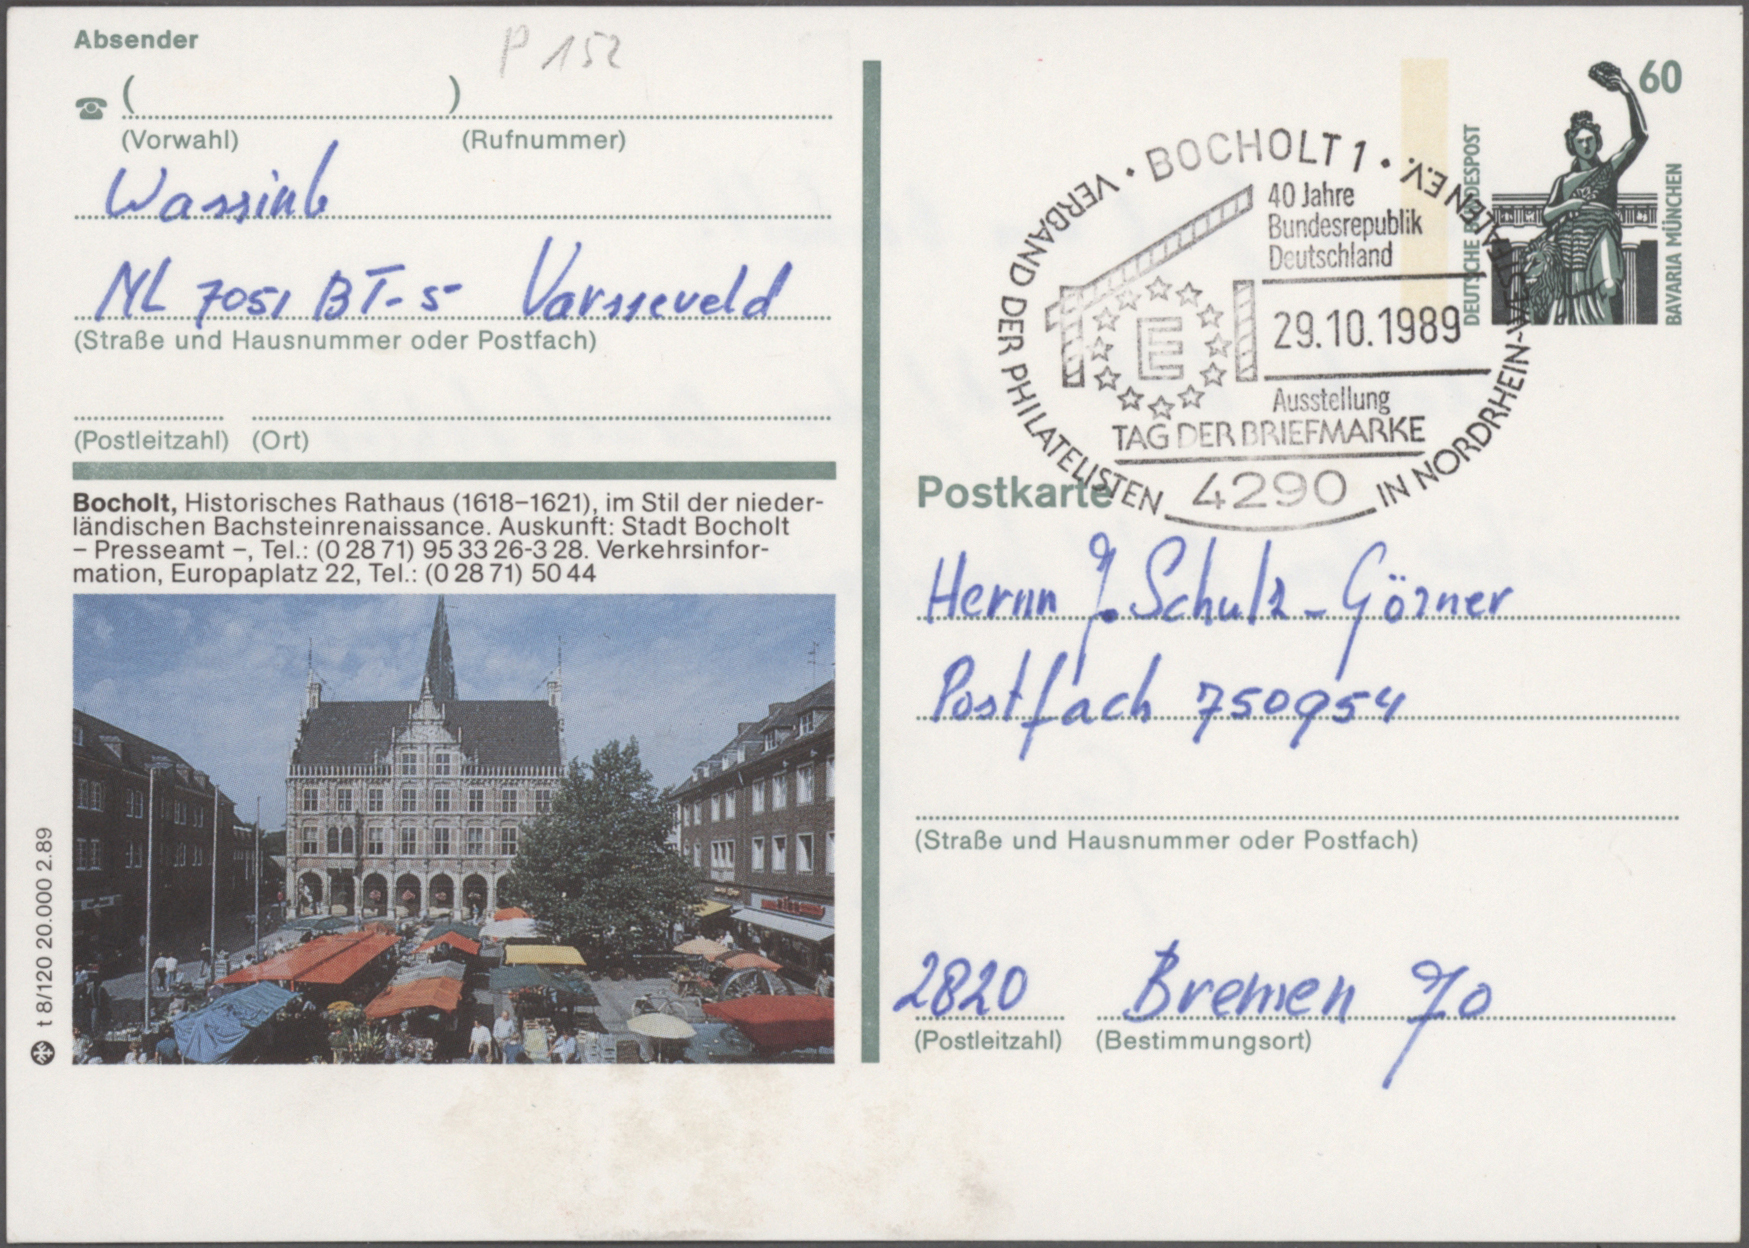 Absender
P 152
( )
(Vorwahl) (Rufnummer)
Wassink
NL 7051 BT-5 Varsseveld
(Straße und Hausnummer oder Postfach)
(Postleitzahl) (Ort)
Bocholt, Historisches Rathaus (1618–1621), im Stil der nieder-
ländischen Bachsteinrenaissance. Auskunft: Stadt Bocholt
– Presseamt –, Tel.: (0 28 71) 95 33 26-3 28. Verkehrsinfor-
mation, Europaplatz 22, Tel.: (0 28 71) 50 44
t 8/120 20.000 2.89
60
DEUTSCHE BUNDESPOST
BAVARIA MÜNCHEN
• BOCHOLT 1 •
VERBAND DER PHILATELISTEN IN NORDRHEIN-WESTFALEN E.V.
40 Jahre
Bundesrepublik
Deutschland
E
29.10.1989
Ausstellung
TAG DER BRIEFMARKE
4290
Postkarte
Herrn J. Schulz-Görner
Postfach 750954
(Straße und Hausnummer oder Postfach)
2820 Bremen 70
(Postleitzahl) (Bestimmungsort)